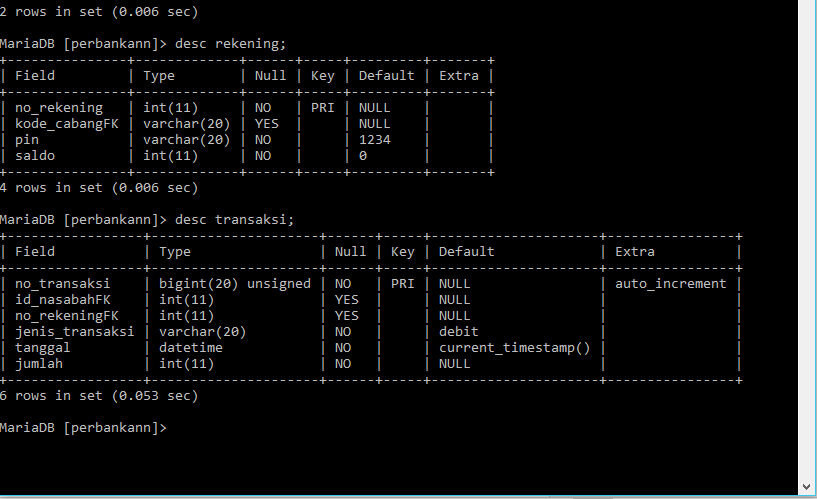 2 rows in set (0.006 sec)
MariaDB [perbankann]> desc rekening;
+---------------+-------------+------+-----+---------+-------+
| Field         | Type        | Null | Key | Default | Extra |
+---------------+-------------+------+-----+---------+-------+
| no_rekening   | int(11)     | NO   | PRI | NULL    |       |
| kode_cabangFK | varchar(20) | YES  |     | NULL    |       |
| pin           | varchar(20) | NO   |     | 1234    |       |
| saldo         | int(11)     | NO   |     | 0       |       |
+---------------+-------------+------+-----+---------+-------+
4 rows in set (0.006 sec)
MariaDB [perbankann]> desc transaksi;
+-----------------+---------------------+------+-----+---------------------+----------------+
| Field           | Type                | Null | Key | Default             | Extra          |
+-----------------+---------------------+------+-----+---------------------+----------------+
| no_transaksi    | bigint(20) unsigned | NO   | PRI | NULL                | auto_increment |
| id_nasabahFK    | int(11)             | YES  |     | NULL                |                |
| no_rekeningFK   | int(11)             | YES  |     | NULL                |                |
| jenis_transaksi | varchar(20)         | NO   |     | debit               |                |
| tanggal         | datetime            | NO   |     | current_timestamp() |                |
| jumlah          | int(11)             | NO   |     | NULL                |                |
+-----------------+---------------------+------+-----+---------------------+----------------+
6 rows in set (0.053 sec)
MariaDB [perbankann]>